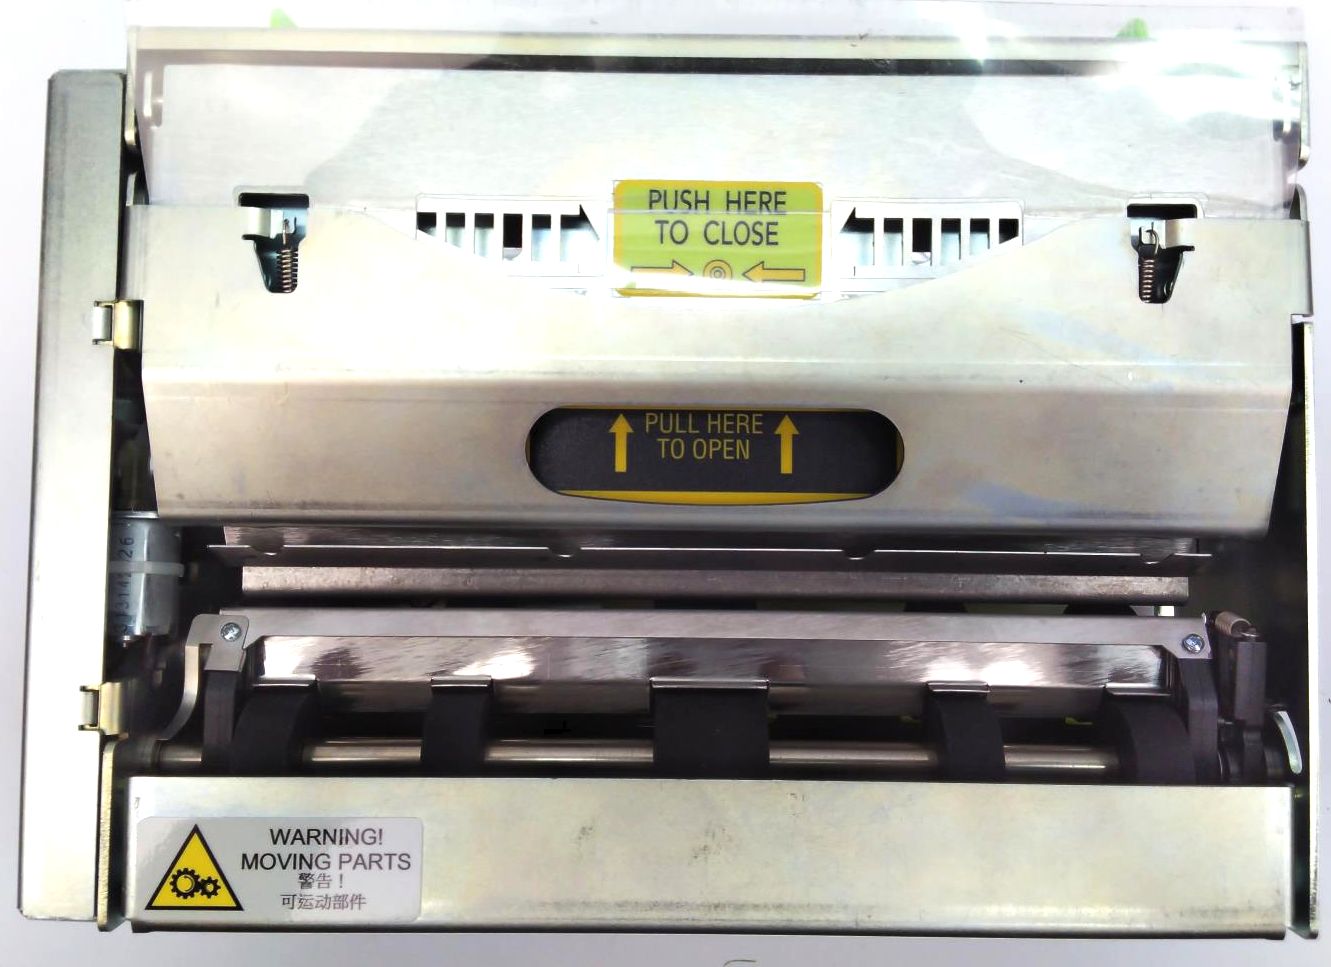 PUSH HERE
TO CLOSE
PULL HERE
TO OPEN
WARNING!
MOVING PARTS
警告！
可运动部件